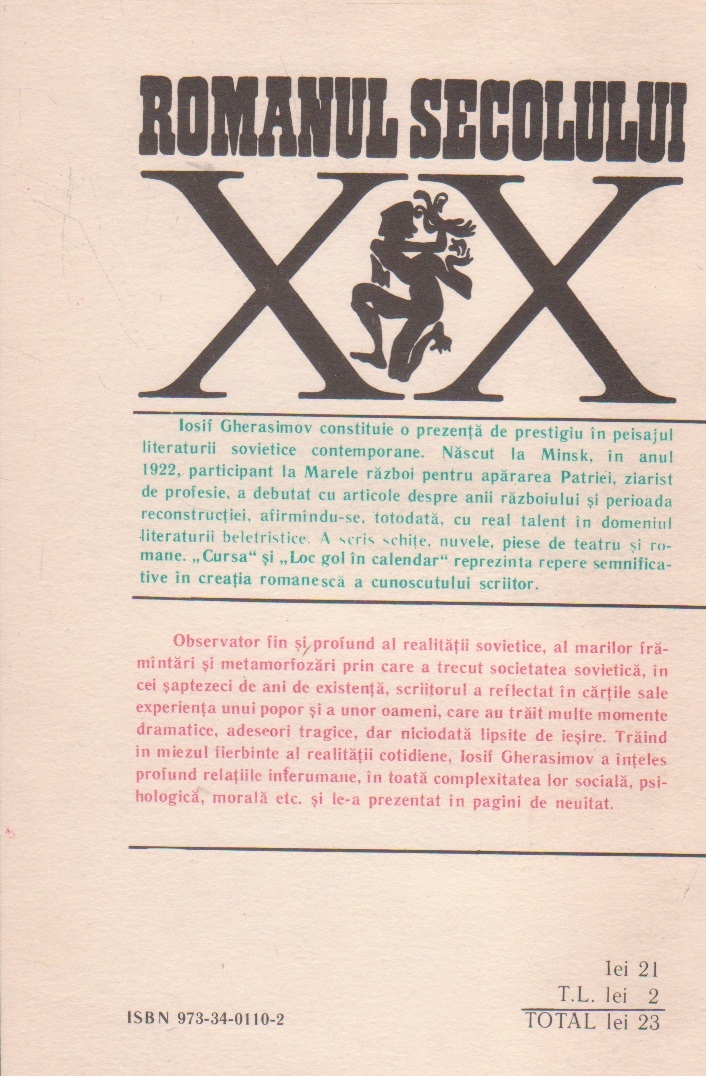 ROMANUL SECOLULUI
XX
Iosif Gherasimov constituie o prezență de prestigiu în peisajul
literaturii sovietice contemporane. Născut la Minsk, în anul
1922, participant la Marele război pentru apărarea Patriei, ziarist
de profesie, a debutat cu articole despre anii războiului și perioada
reconstrucției, afirmîndu-se, totodată, cu real talent în domeniul
literaturii beletristice. A scris schițe, nuvele, piese de teatru și ro-
mane. „Cursa“ și „Loc gol în calendar“ reprezinta repere semnifica-
tive în creația romanescă a cunoscutului scriitor.
Observator fin și profund al realității sovietice, al marilor fră-
mîntări și metamorfozări prin care a trecut societatea sovietică, în
cei șaptezeci de ani de existență, scriitorul a reflectat în cărțile sale
experiența unui popor și a unor oameni, care au trăit multe momente
dramatice, adeseori tragice, dar niciodată lipsite de ieșire. Trăind
in miezul fierbinte al realității cotidiene, Iosif Gherasimov a înțeles
profund relațiile inferumane, în toată complexitatea lor socială, psi-
hologică, morală etc. și le-a prezentat în pagini de neuitat.
lei 21
T.L. lei 2
ISBN 973-34-0110-2
TOTAL lei 23